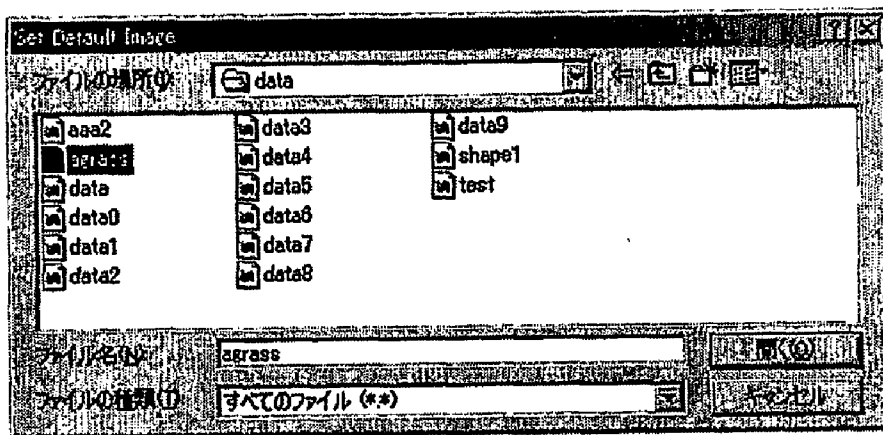 Set Default Image
ファイルの場所(I):
data
aaa2
agrass
data
data0
data1
data2
data3
data4
data5
data6
data7
data8
data9
shape1
test
ファイル名(N):
agrass
開く(O)
ファイルの種類(T):
すべてのファイル (*.*)
キャンセル